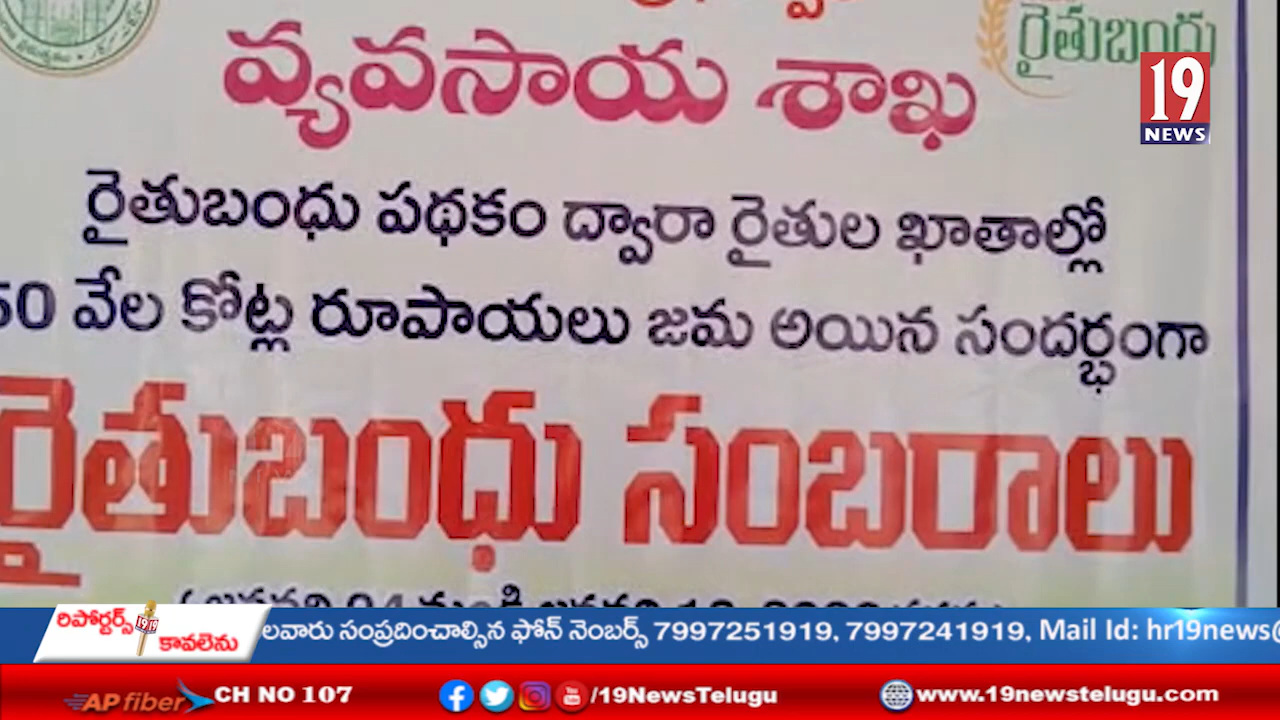 వ్యవసాయ శాఖ
రైతుబంధు
19
NEWS
రైతుబంధు పథకం ద్వారా రైతుల ఖాతాల్లో
50 వేల కోట్ల రూపాయలు జమ అయిన సందర్భంగా
రైతుబంధు సంబరాలు
రిపోర్టర్స్
కావలెను
లవారు సంప్రదించాల్సిన ఫోన్ నెంబర్స్ 7997251919, 7997241919, Mail Id: hr19news@
AP fiber CH NO 107
/19NewsTelugu
www.19newstelugu.com